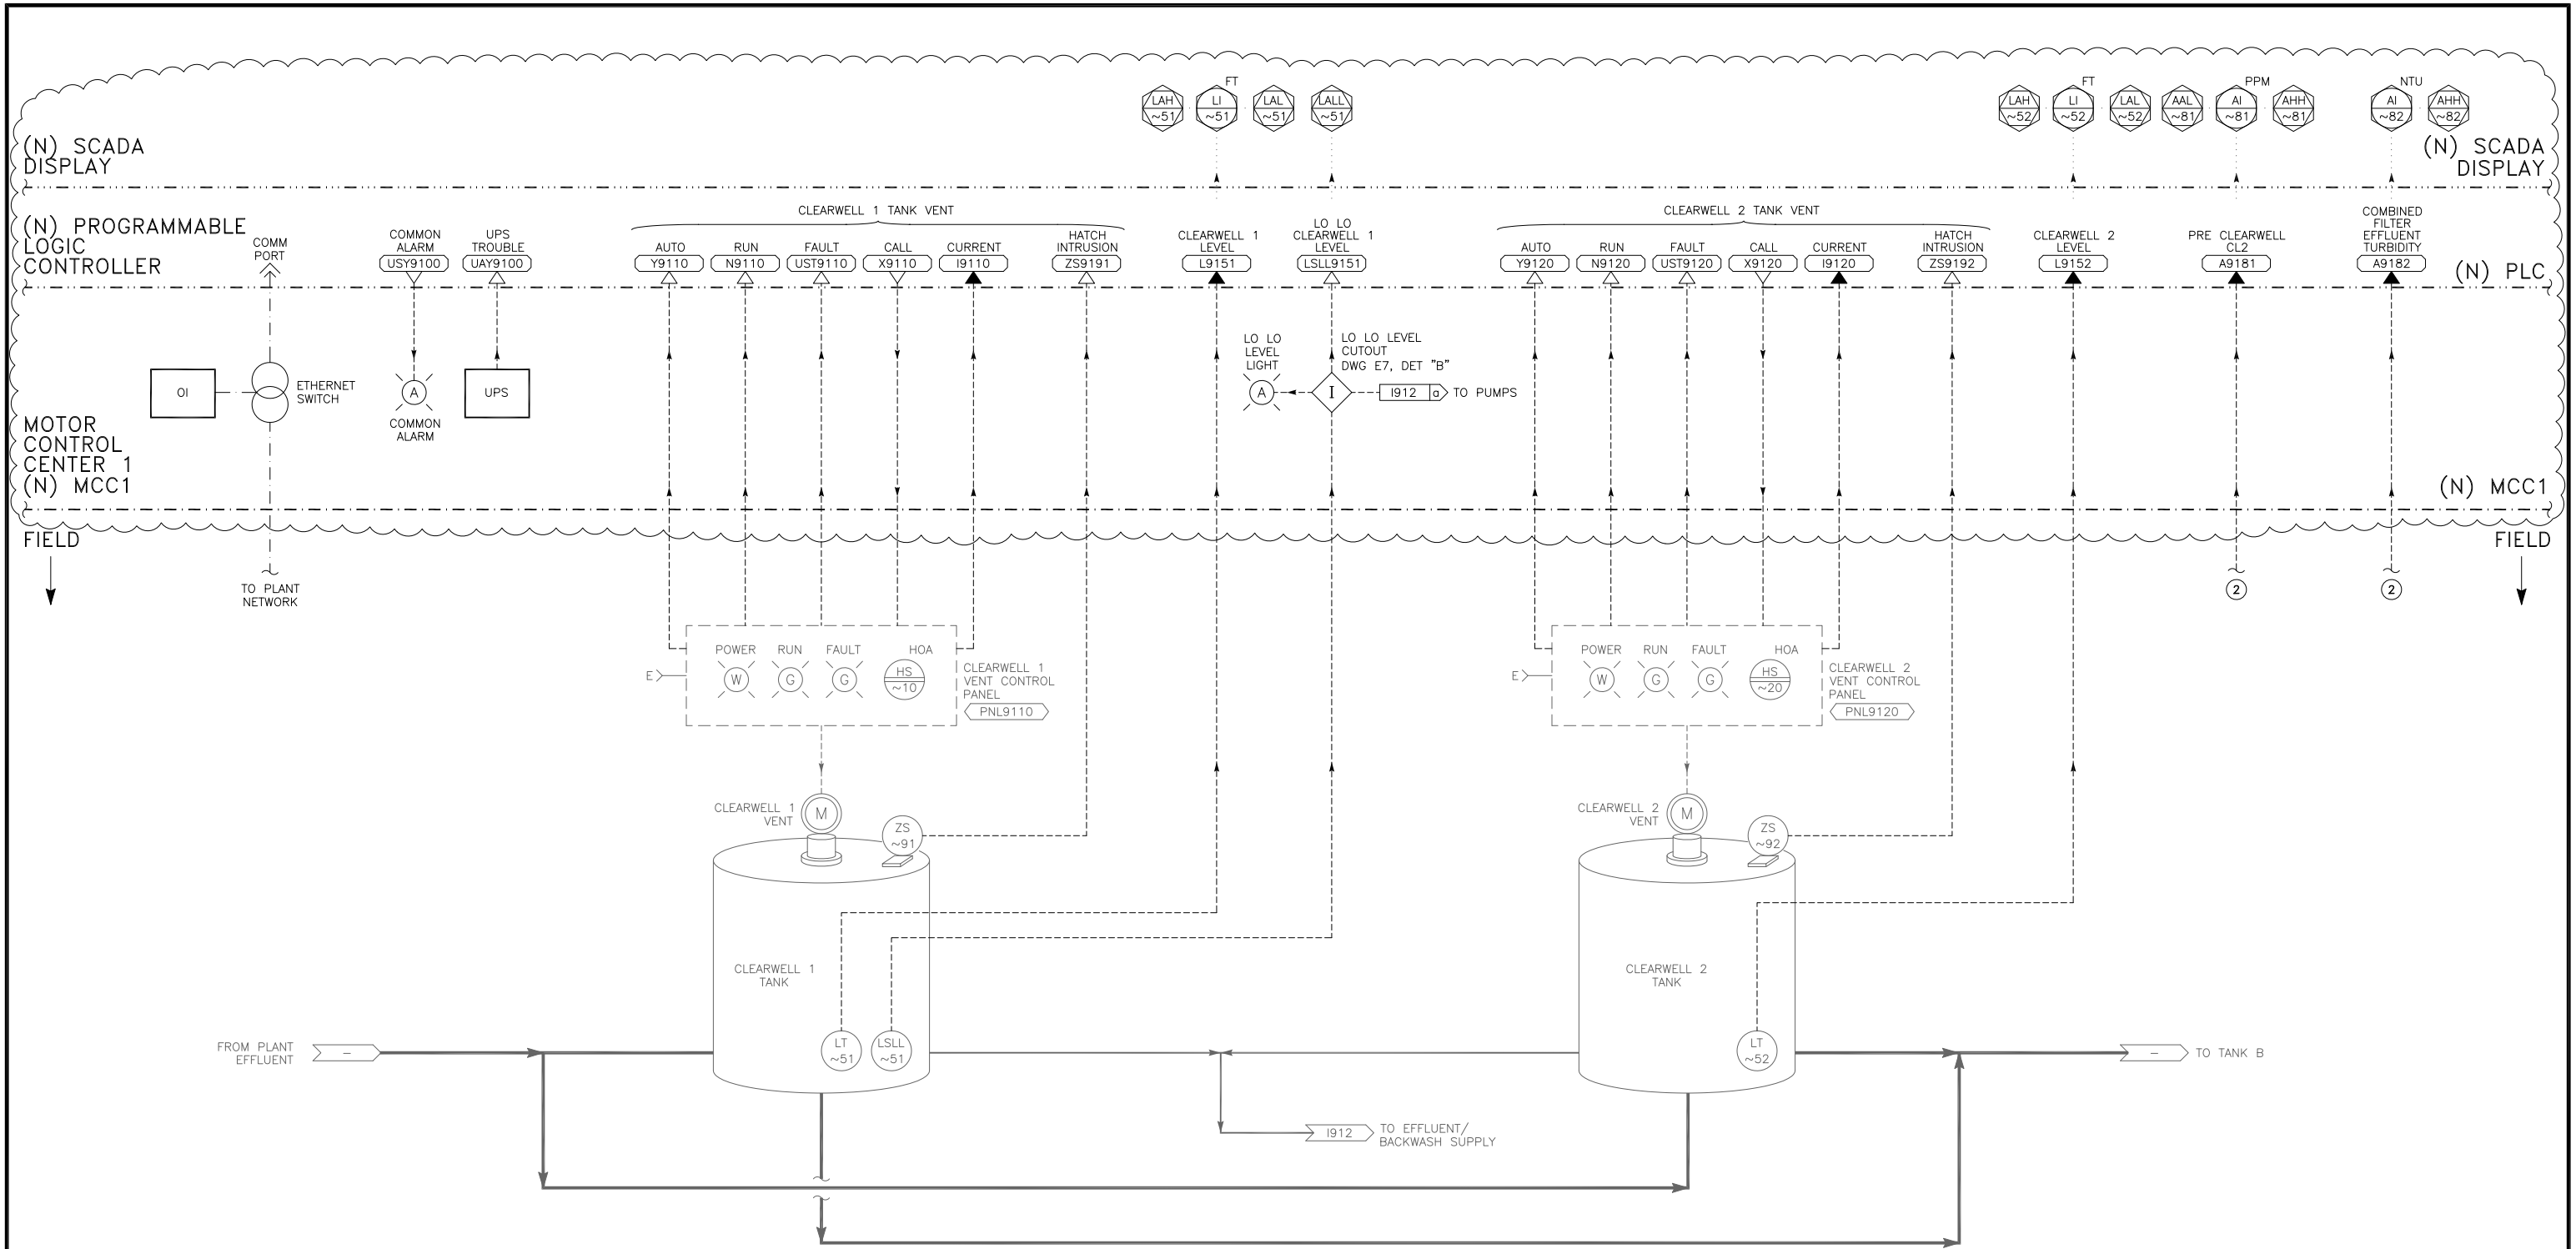 FT
LAH
~51
LI
~51
LAL
~51
LALL
~51
FT
LAH
~52
LI
~52
LAL
~52
PPM
AAL
~81
AI
~81
AHH
~81
NTU
AI
~82
AHH
~82
(N) SCADA
DISPLAY
(N) SCADA
DISPLAY
(N) PROGRAMMABLE
LOGIC
CONTROLLER
COMM
PORT
COMMON
ALARM
USY9100
UPS
TROUBLE
UAY9100
CLEARWELL 1 TANK VENT
AUTO
Y9110
RUN
N9110
FAULT
UST9110
CALL
X9110
CURRENT
I9110
HATCH
INTRUSION
ZS9191
CLEARWELL 1
LEVEL
L9151
LO LO
CLEARWELL 1
LEVEL
LSLL9151
CLEARWELL 2 TANK VENT
AUTO
Y9120
RUN
N9120
FAULT
UST9120
CALL
X9120
CURRENT
I9120
HATCH
INTRUSION
ZS9192
CLEARWELL 2
LEVEL
L9152
PRE CLEARWELL
CL2
A9181
COMBINED
FILTER
EFFLUENT
TURBIDITY
A9182
(N) PLC
OI
ETHERNET
SWITCH
A
COMMON
ALARM
UPS
LO LO
LEVEL
LIGHT
A
I
LO LO LEVEL
CUTOUT
DWG E7, DET "B"
I912 a TO PUMPS
MOTOR
CONTROL
CENTER 1
(N) MCC1
(N) MCC1
FIELD
FIELD
TO PLANT
NETWORK
2
2
E
POWER
W
RUN
G
FAULT
G
HOA
HS
~10
CLEARWELL 1
VENT CONTROL
PANEL
PNL9110
E
POWER
W
RUN
G
FAULT
G
HOA
HS
~20
CLEARWELL 2
VENT CONTROL
PANEL
PNL9120
CLEARWELL 1
VENT
M
ZS
~91
CLEARWELL 2
VENT
M
ZS
~92
CLEARWELL 1
TANK
CLEARWELL 2
TANK
FROM PLANT
EFFLUENT
–
LT
~51
LSLL
~51
LT
~52
–
TO TANK B
I912
TO EFFLUENT/
BACKWASH SUPPLY